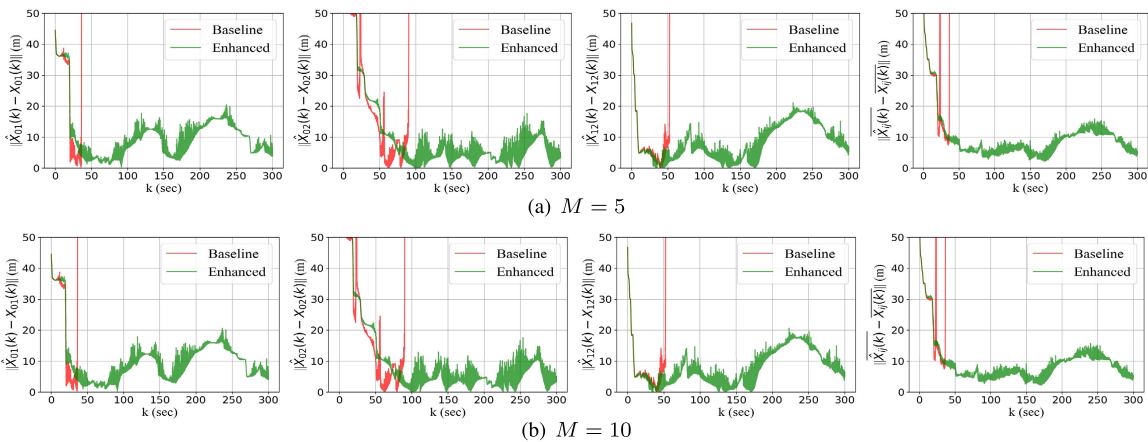 50
40
30
20
10
0
0 50 100 150 200 250 300
k (sec)
||X̂₀₁(k) − X₀₁(k)|| (m)
Baseline
Enhanced
50
40
30
20
10
0
0 50 100 150 200 250 300
k (sec)
||X̂₀₂(k) − X₀₂(k)|| (m)
Baseline
Enhanced
50
40
30
20
10
0
0 50 100 150 200 250 300
k (sec)
||X̂₁₂(k) − X₁₂(k)|| (m)
Baseline
Enhanced
50
40
30
20
10
0
0 50 100 150 200 250 300
k (sec)
||X̂ᵢⱼ(k) − Xᵢⱼ(k)|| (m)
Baseline
Enhanced
(a) M = 5
50
40
30
20
10
0
0 50 100 150 200 250 300
k (sec)
||X̂₀₁(k) − X₀₁(k)|| (m)
Baseline
Enhanced
50
40
30
20
10
0
0 50 100 150 200 250 300
k (sec)
||X̂₀₂(k) − X₀₂(k)|| (m)
Baseline
Enhanced
50
40
30
20
10
0
0 50 100 150 200 250 300
k (sec)
||X̂₁₂(k) − X₁₂(k)|| (m)
Baseline
Enhanced
50
40
30
20
10
0
0 50 100 150 200 250 300
k (sec)
||X̂ᵢⱼ(k) − Xᵢⱼ(k)|| (m)
Baseline
Enhanced
(b) M = 10